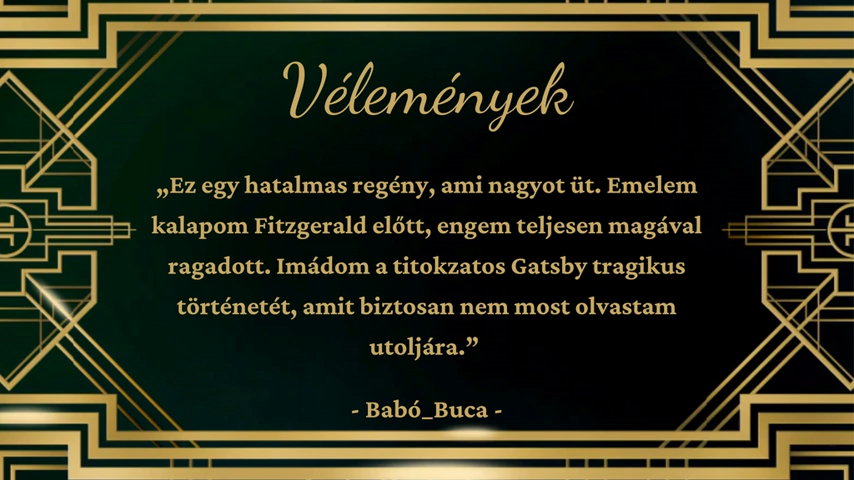 Vélemények
„Ez egy hatalmas regény, ami nagyot üt. Emelem
kalapom Fitzgerald előtt, engem teljesen magával
ragadott. Imádom a titokzatos Gatsby tragikus
történetét, amit biztosan nem most olvastam
utoljára.”
- Babó_Buca -